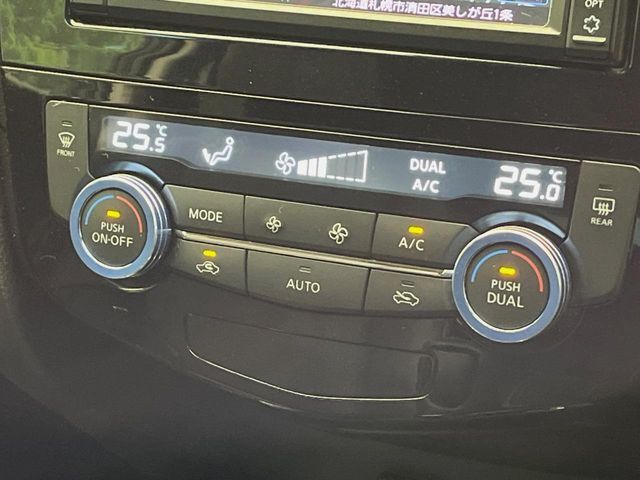 北海道札幌市清田区美しが丘1条
OPT
25.5 ℃
DUAL
A/C
25.0 ℃
FRONT
REAR
PUSH
ON·OFF
MODE
A/C
AUTO
PUSH
DUAL